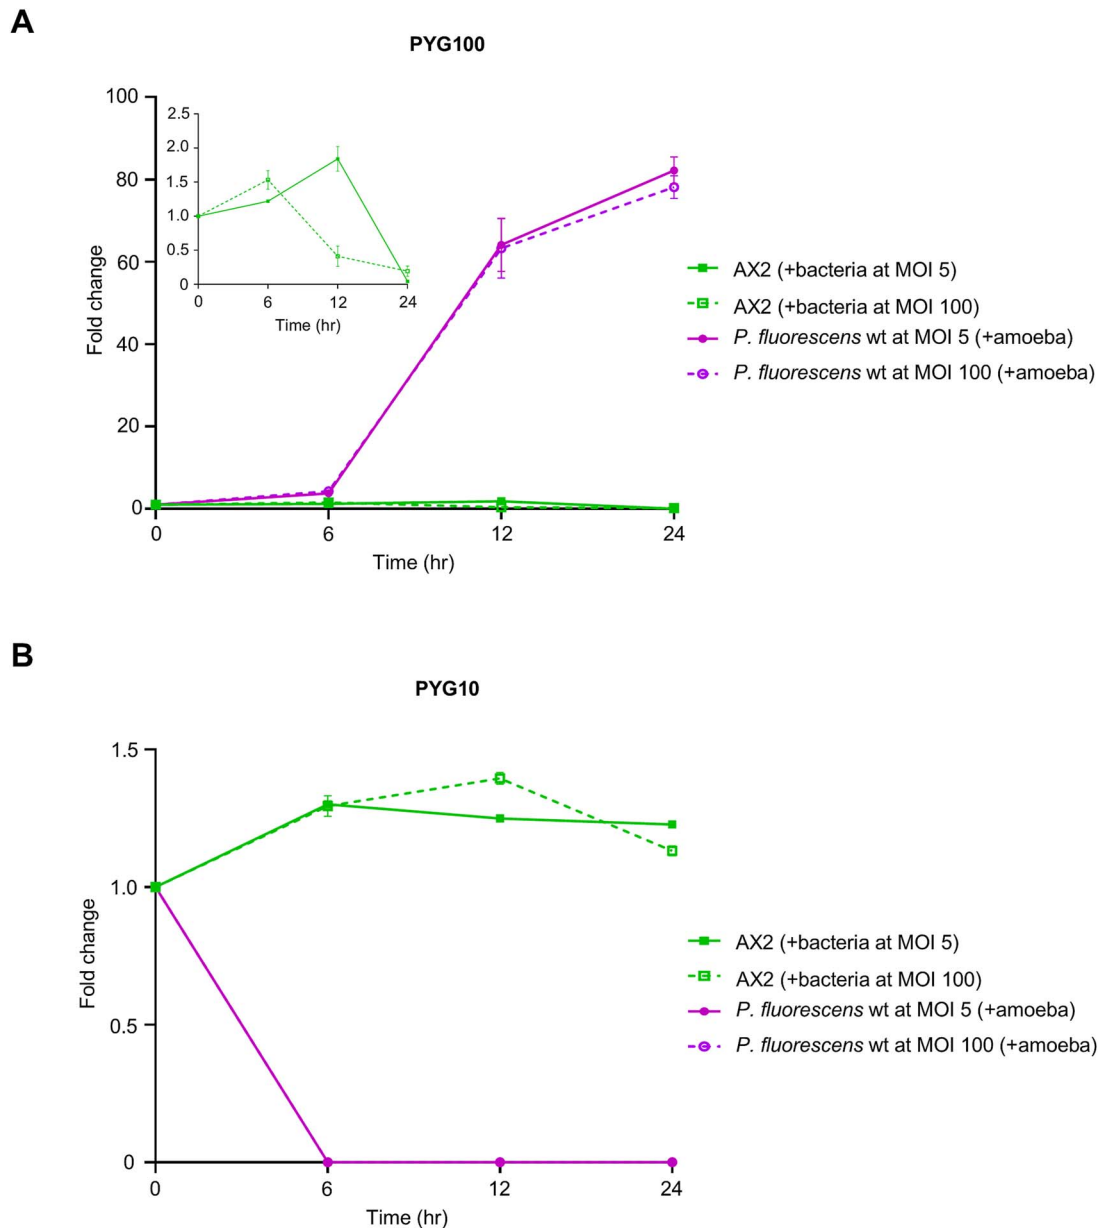 A
PYG100
100
80
60
40
20
0
Fold change
2.5
2.0
1.5
1.0
0.5
0
0 6 12 24
Time (hr)
0 6 12 24
Time (hr)
AX2 (+bacteria at MOI 5)
AX2 (+bacteria at MOI 100)
P. fluorescens wt at MOI 5 (+amoeba)
P. fluorescens wt at MOI 100 (+amoeba)
B
PYG10
1.5
1.0
0.5
0
Fold change
0 6 12 24
Time (hr)
AX2 (+bacteria at MOI 5)
AX2 (+bacteria at MOI 100)
P. fluorescens wt at MOI 5 (+amoeba)
P. fluorescens wt at MOI 100 (+amoeba)